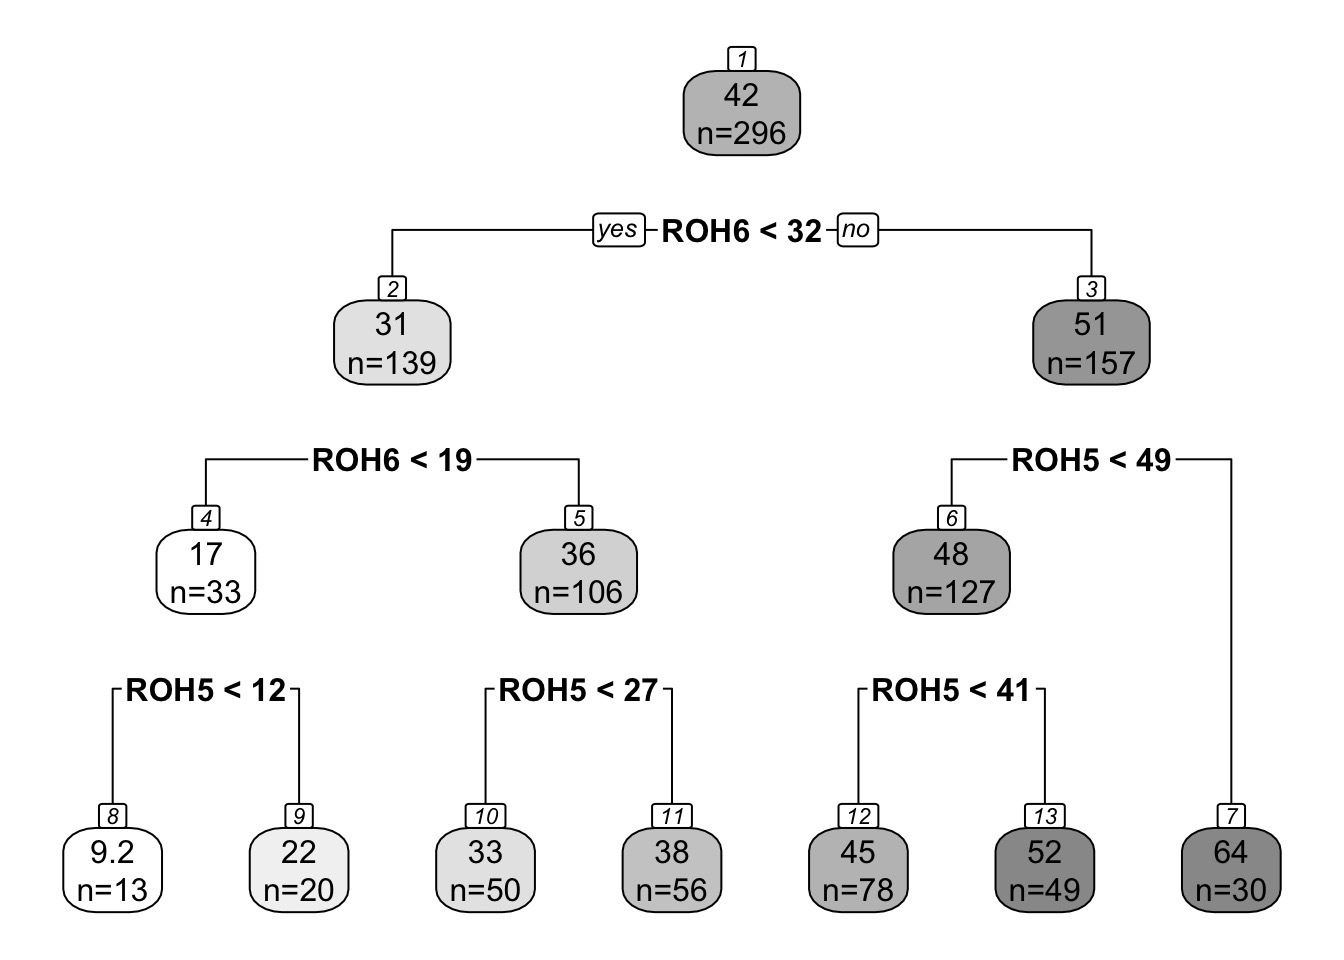 1
42
n=296
yes ROH6 < 32 no
2
31
n=139
3
51
n=157
ROH6 < 19
ROH5 < 49
4
17
n=33
5
36
n=106
6
48
n=127
ROH5 < 12
ROH5 < 27
ROH5 < 41
8
9.2
n=13
9
22
n=20
10
33
n=50
11
38
n=56
12
45
n=78
13
52
n=49
7
64
n=30